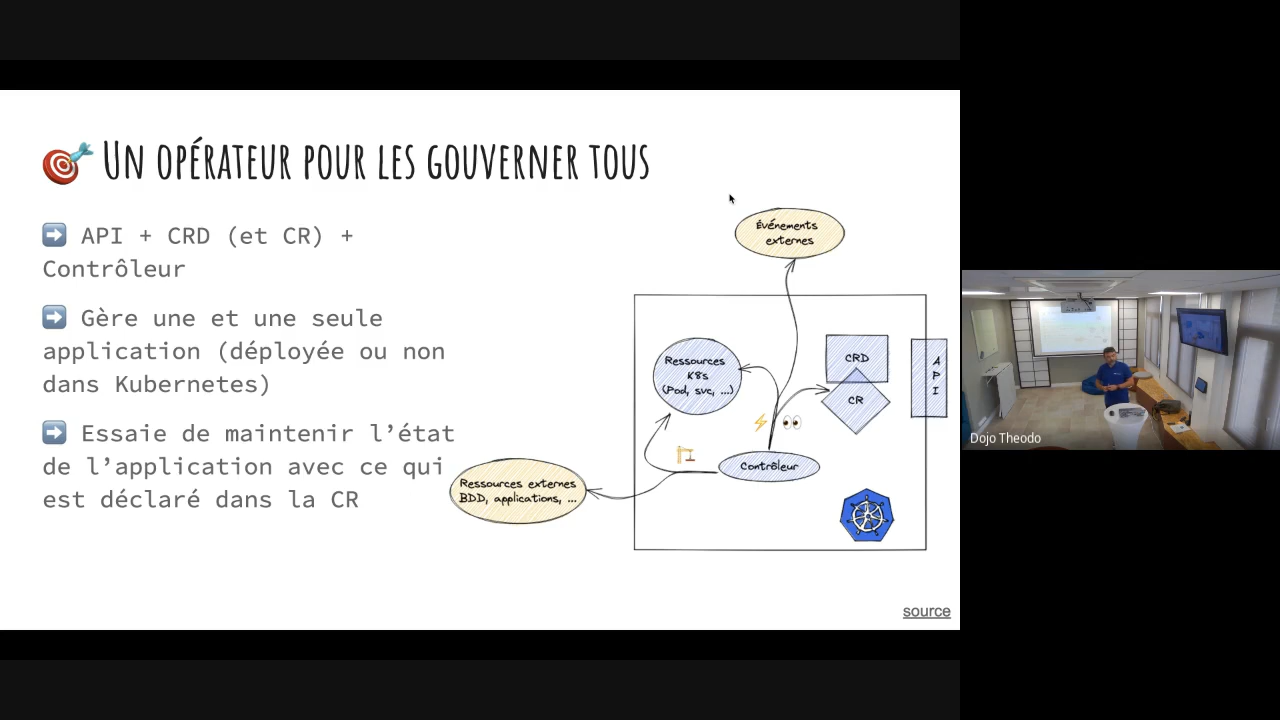 Un opérateur pour les gouverner tous
API + CRD (et CR) +
Contrôleur
Gère une et une seule
application (déployée ou non
dans Kubernetes)
Essaie de maintenir l’état
de l’application avec ce qui
est déclaré dans la CR
Événements
externes
Ressources
K8s
(Pod, svc, ...)
CRD
CR
A
P
I
Contrôleur
Ressources externes
BDD, applications, ...
source
Dojo Theodo